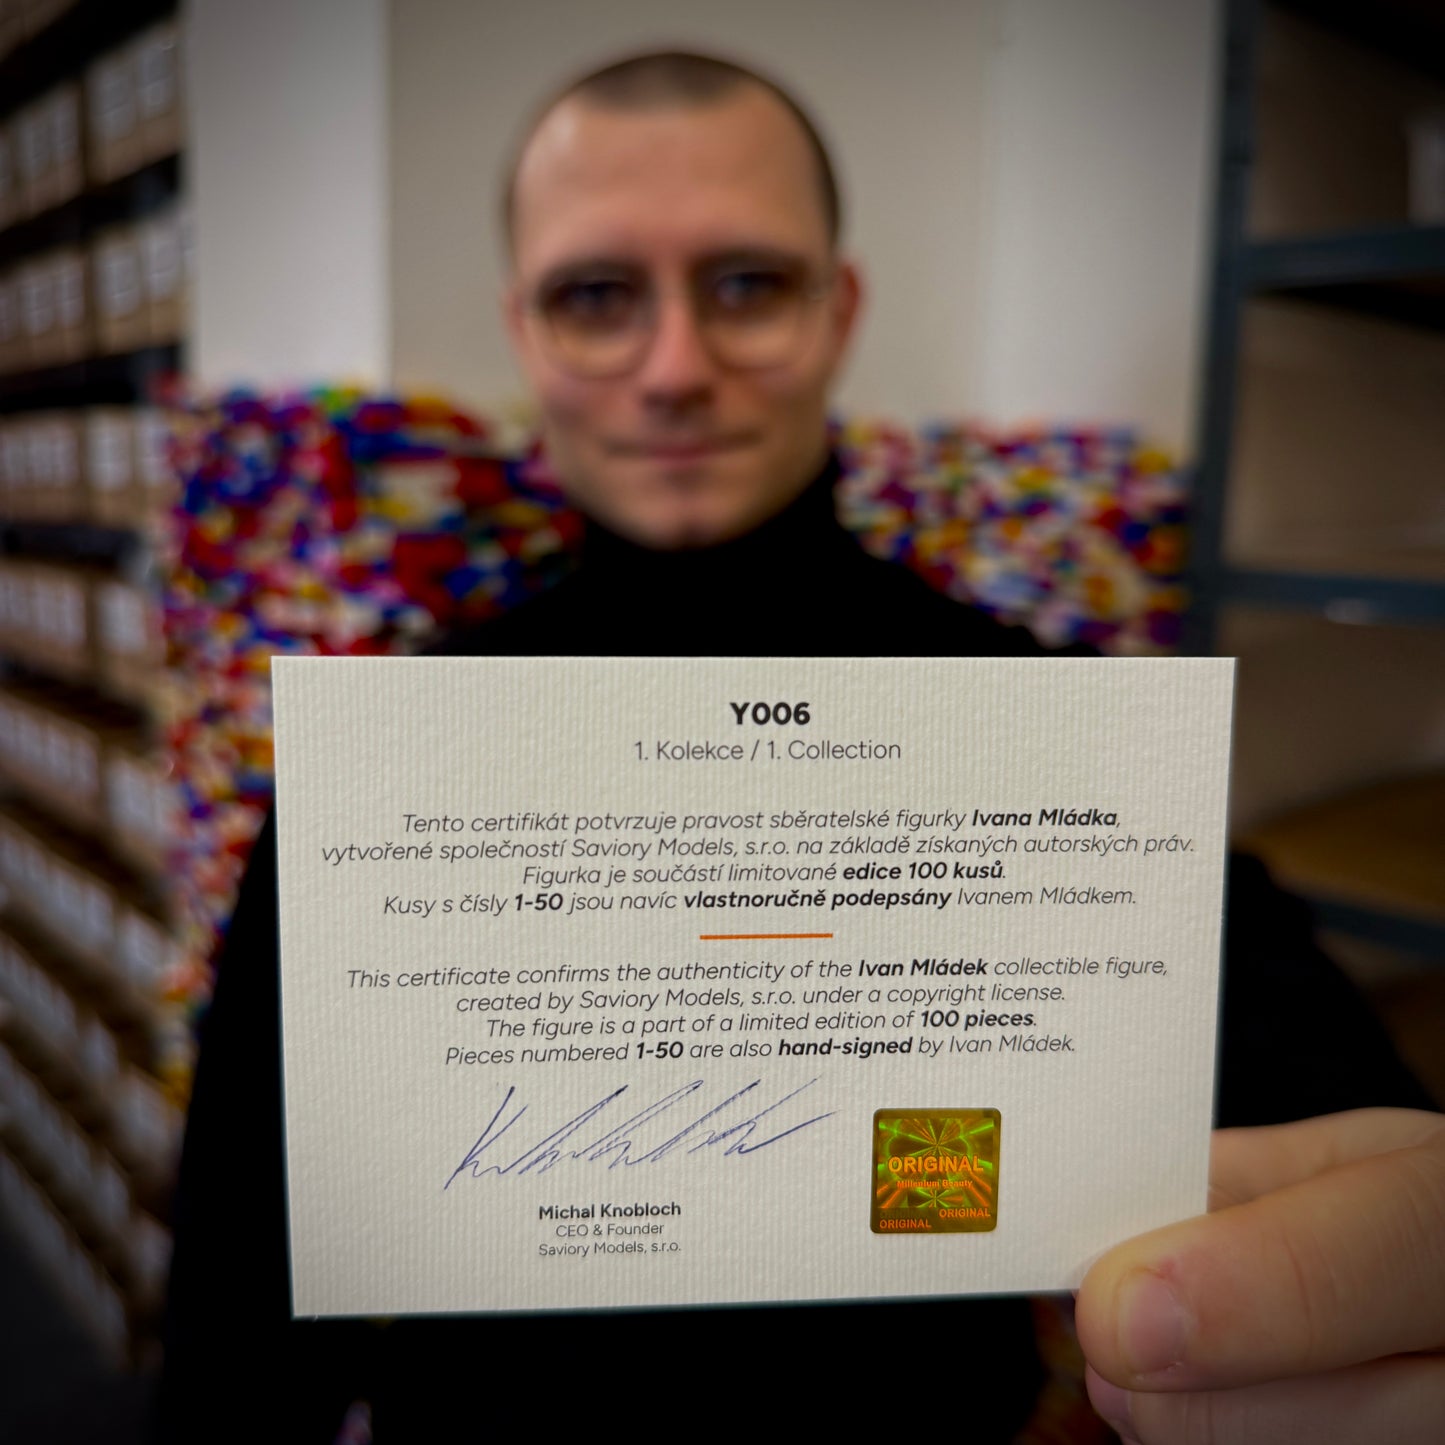 Y006
1. Kolekce / 1. Collection
Tento certifikát potvrzuje pravost sběratelské figurky Ivana Mládka,
vytvořené společností Saviory Models, s.r.o. na základě získaných autorských práv.
Figurka je součástí limitované edice 100 kusů.
Kusy s čísly 1-50 jsou navíc vlastnoručně podepsány Ivanem Mládkem.
This certificate confirms the authenticity of the Ivan Mládek collectible figure,
created by Saviory Models, s.r.o. under a copyright license.
The figure is a part of a limited edition of 100 pieces.
Pieces numbered 1-50 are also hand-signed by Ivan Mládek.
Michal Knobloch
CEO & Founder
Saviory Models, s.r.o.
ORIGINAL
Millenium Beauty
ORIGINAL
ORIGINAL